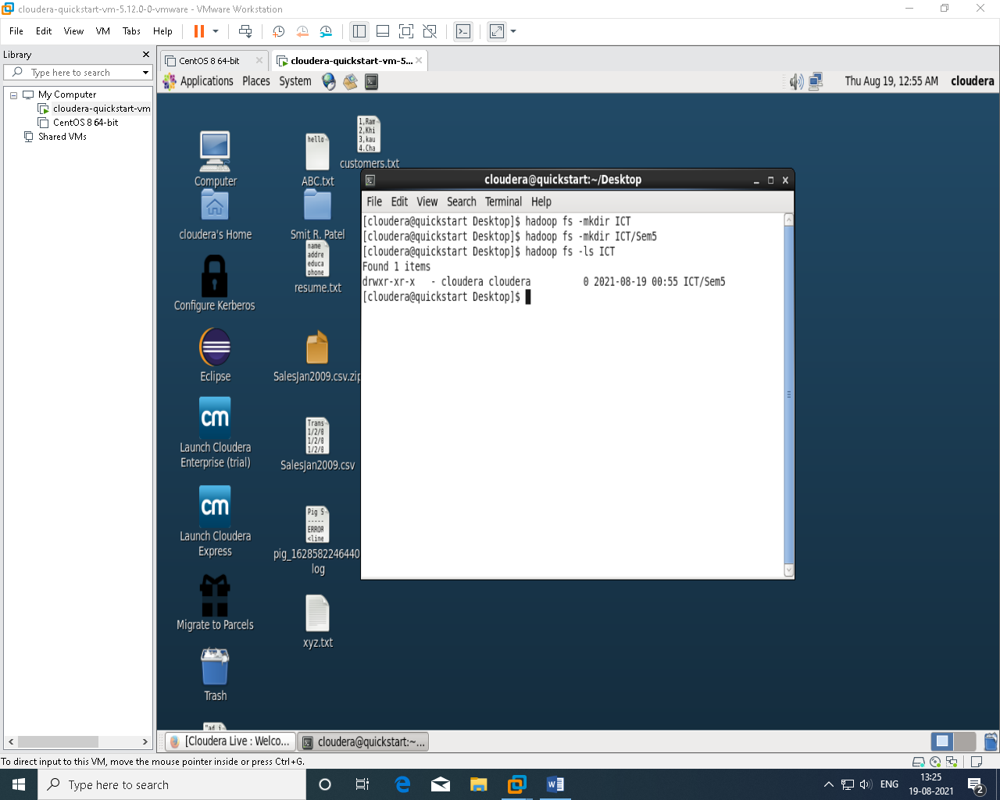 cloudera-quickstart-vm-5.12.0-0-vmware - VMware Workstation
File Edit View VM Tabs Help
Library
Type here to search
My Computer
cloudera-quickstart-vm
CentOS 8 64-bit
Shared VMs
CentOS 8 64-bit
cloudera-quickstart-vm-5...
Applications Places System
Thu Aug 19, 12:55 AM cloudera
Computer
cloudera's Home
Configure Kerberos
Eclipse
Launch Cloudera
Enterprise (trial)
Launch Cloudera
Express
Migrate to Parcels
Trash
"ad i
hello
ABC.txt
Smit R. Patel
name
addre
educa
phone
resume.txt
SalesJan2009.csv.zip
Trans
1/2/0
1/2/0
1/2/0
SalesJan2009.csv
Pig S
-----
ERROR
<line
pig_1628582246440
log
xyz.txt
1,Ram
2,Khi
3,kau
4.Cha
customers.txt
cloudera@quickstart:~/Desktop
File Edit View Search Terminal Help
[cloudera@quickstart Desktop]$ hadoop fs -mkdir ICT
[cloudera@quickstart Desktop]$ hadoop fs -mkdir ICT/Sem5
[cloudera@quickstart Desktop]$ hadoop fs -ls ICT
Found 1 items
drwxr-xr-x   - cloudera cloudera          0 2021-08-19 00:55 ICT/Sem5
[cloudera@quickstart Desktop]$
[Cloudera Live : Welco...
cloudera@quickstart:~...
To direct input to this VM, move the mouse pointer inside or press Ctrl+G.
Type here to search
ENG
13:25
19-08-2021
2